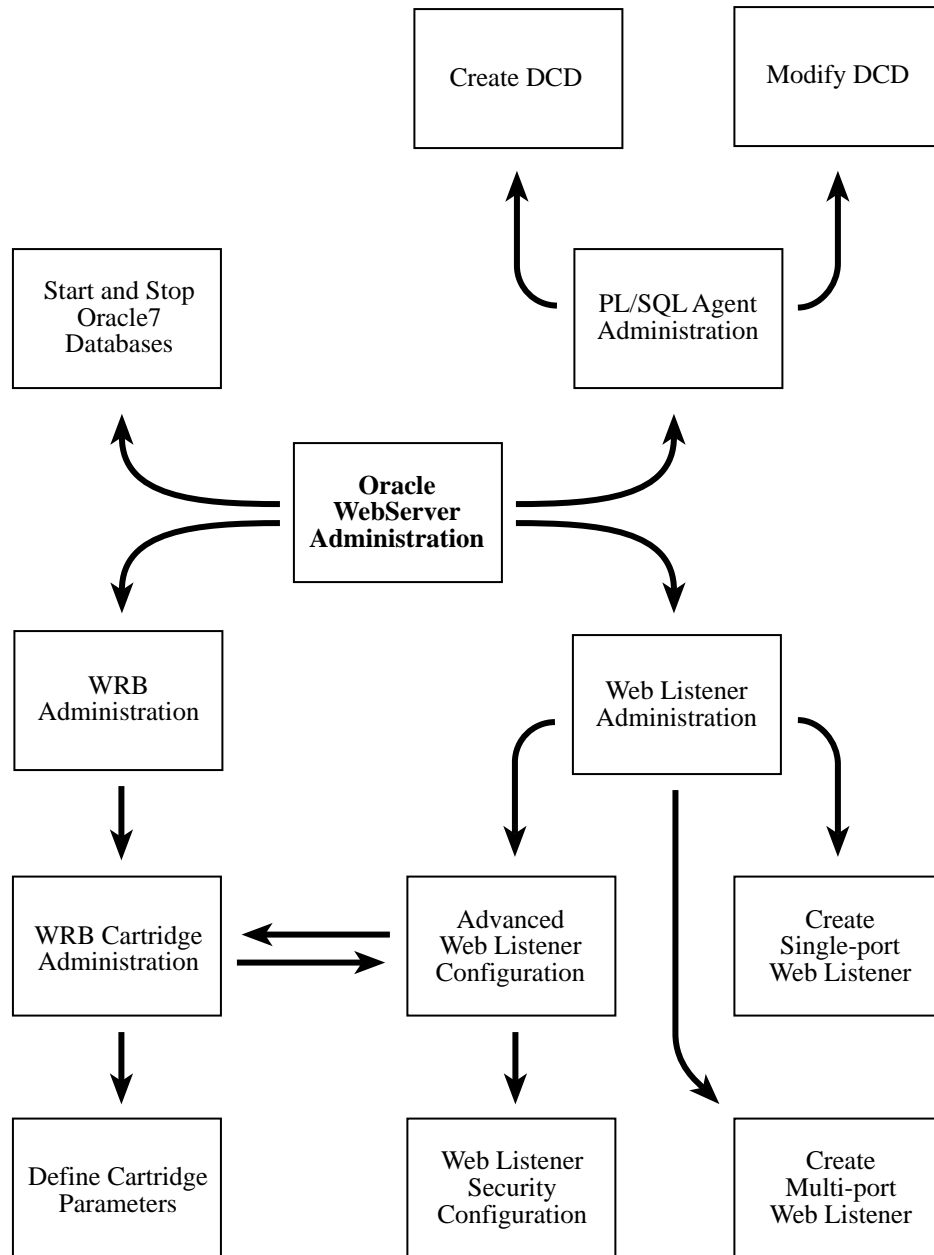 Create DCD
Modify DCD
Start and Stop
Oracle7
Databases
PL/SQL Agent
Administration
Oracle
WebServer
Administration
WRB
Administration
Web Listener
Administration
WRB Cartridge
Administration
Advanced
Web Listener
Configuration
Create
Single-port
Web Listener
Define Cartridge
Parameters
Web Listener
Security
Configuration
Create
Multi-port
Web Listener